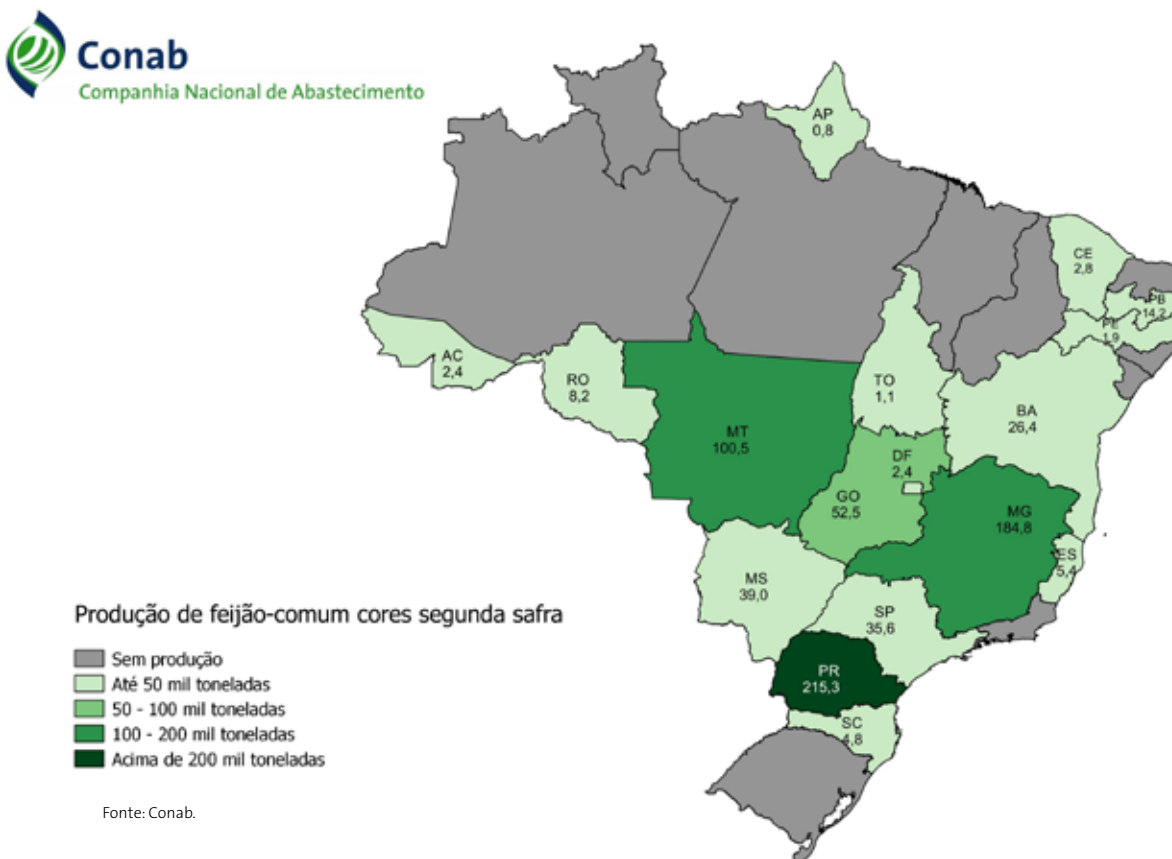 Conab
Companhia Nacional de Abastecimento
AP
0,8
CE
2,8
PB
14,2
PE
1,9
AC
2,4
RO
8,2
TO
1,1
BA
26,4
MT
100,5
DF
2,4
GO
52,5
MG
184,8
ES
5,4
MS
39,0
SP
35,6
PR
215,3
SC
4,8
Produção de feijão-comum cores segunda safra
Sem produção
Até 50 mil toneladas
50 - 100 mil toneladas
100 - 200 mil toneladas
Acima de 200 mil toneladas
Fonte: Conab.